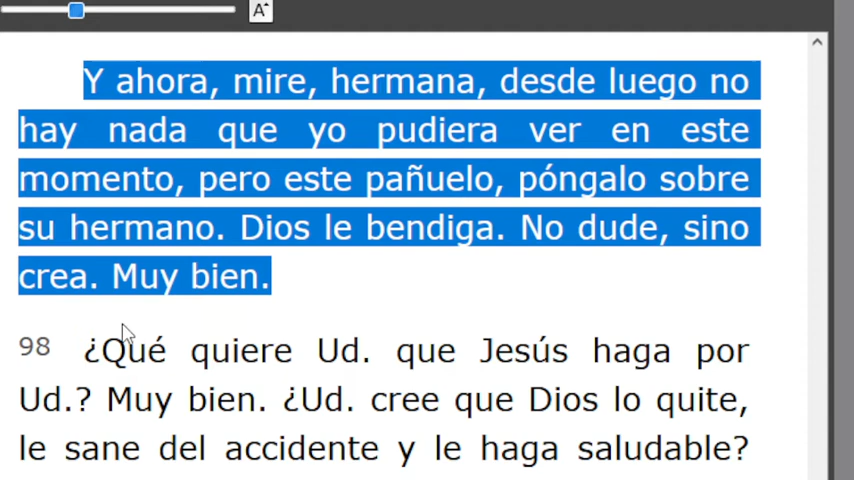 A
Y ahora, mire, hermana, desde luego no
hay nada que yo pudiera ver en este
momento, pero este pañuelo, póngalo sobre
su hermano. Dios le bendiga. No dude, sino
crea. Muy bien.
98 ¿Qué quiere Ud. que Jesús haga por
Ud.? Muy bien. ¿Ud. cree que Dios lo quite,
le sane del accidente y le haga saludable?